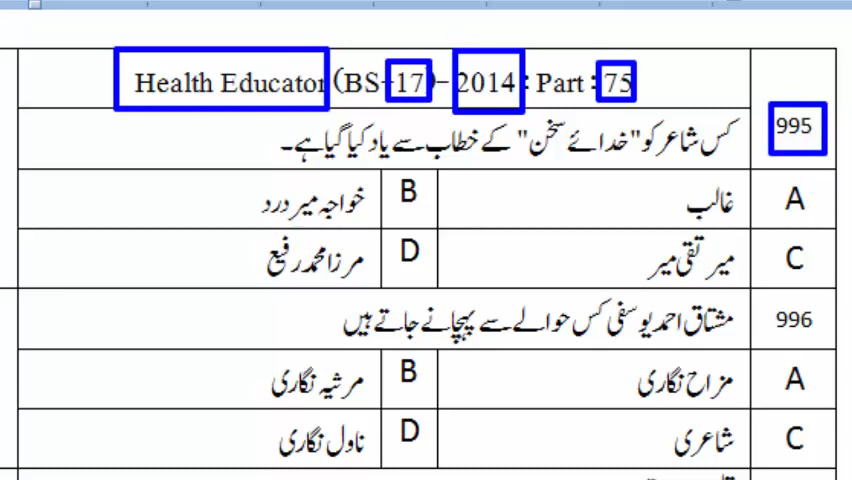 Health Educator (BS-17)- 2014: Part :75
995 کس شاعر کو "خدائے سخن" کے خطاب سے یاد کیا گیا ہے۔
A غالب B خواجہ میر درد
C میر تقی میر D مرزا محمد رفیع
996 مشتاق احمد یوسفی کس حوالے سے پہچانے جاتے ہیں
A مزاح نگاری B مرثیہ نگاری
C شاعری D ناول نگاری